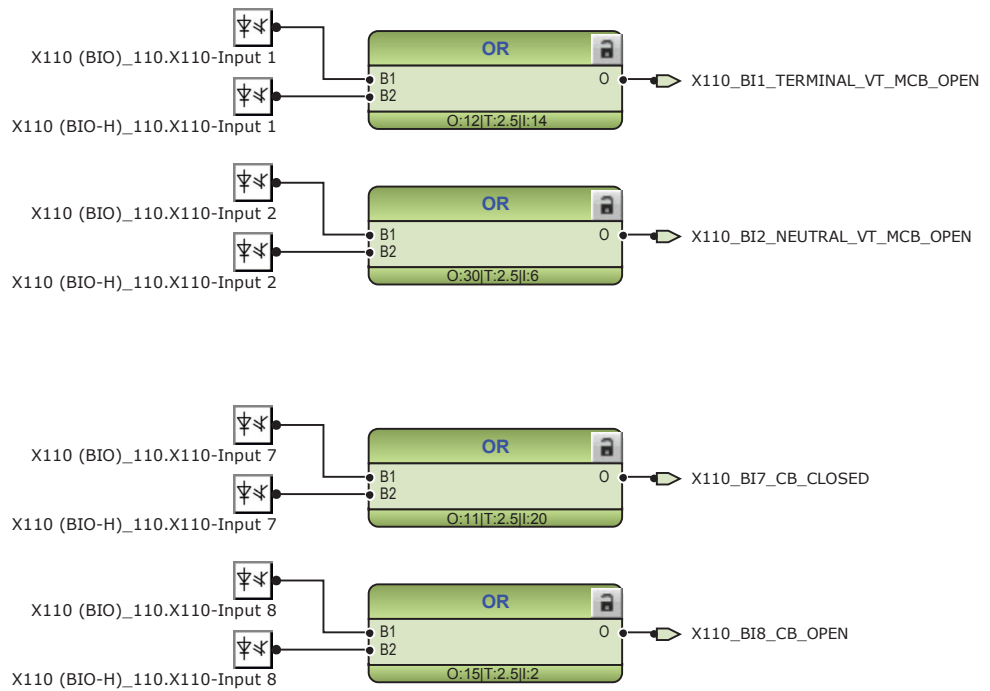 X110 (BIO)_110.X110-Input 1
X110 (BIO-H)_110.X110-Input 1
OR
B1
B2
O
O:12|T:2.5|I:14
X110_BI1_TERMINAL_VT_MCB_OPEN
X110 (BIO)_110.X110-Input 2
X110 (BIO-H)_110.X110-Input 2
OR
B1
B2
O
O:30|T:2.5|I:6
X110_BI2_NEUTRAL_VT_MCB_OPEN
X110 (BIO)_110.X110-Input 7
X110 (BIO-H)_110.X110-Input 7
OR
B1
B2
O
O:11|T:2.5|I:20
X110_BI7_CB_CLOSED
X110 (BIO)_110.X110-Input 8
X110 (BIO-H)_110.X110-Input 8
OR
B1
B2
O
O:15|T:2.5|I:2
X110_BI8_CB_OPEN